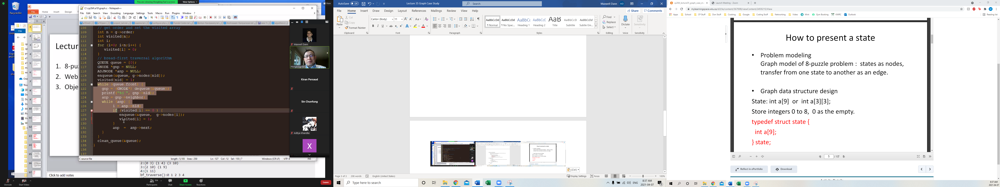 You are viewing Hongbing Fan's screen
View Options
View
Recycle Bin
C:\cp264\a10\graph.c - Notepad++
File Edit Search View Encoding Language Settings Tools Macro Run Plugins Window ?
File Home Insert Design
108 // get order and set the visited array
109 int n = g->order;
110 int visited[n];
111 int i;
112 for (i=0; i<n;i++) {
113 visited[i] = 0;
114 }
115 // bread-first traversal algorithm
116 QUEUE queue = {0};
117 GNODE *gnp = NULL;
118 ADJNODE *anp = NULL;
119 enqueue(&queue, g->nodes[nid]);
120 visited[nid] = 1;
121 while (queue.front) {
122 gnp = (GNODE*) dequeue(&queue);
123 printf("%d ", gnp->nid);
124 anp = gnp->neighbor;
125 while (anp) {
126 i = anp->nid;
127 if (visited[i] == 0 ) {
128 enqueue(&queue, g->nodes[i]);
129 visited[i] = 1;
130 }
131 anp = anp->next;
132 }
133 }
134 clean_queue(&queue);
135 }
136
137
C source file length : 5,185 lines : 250 Ln : 127 Col : 12 Sel : 155 | 7 Windows (CR LF) UTF-8 INS
Lectur
1. 8-pu
2. Web
3. Obje
Click to add notes
2:(0 3) (1 4) (3 10)
3:(2 10) (1 9)
4:(1 11)
bf_traverse():0 1 2 3 4
Maxwell Dann
Hongbing Fan
Kiran Persaud
Sin Chunfung
Aditya Khandke
X
Unmute Start Video Participants 104 Chat Share Screen Reactions Leave
AutoSave Off
Lecture 35 Graph Case Study
Search
Maxwell Dann MD
File Home Insert Draw Design Layout References Mailings Review View Help
Share Comments
Paste Cut Copy Format Painter
Calibri (Body) 11
AaBbCcDd AaBbCcDd AaBbCc AaBbCcD AaB AaBbCcD AaBbCcDd
1 Normal 1 No Spac... Heading 1 Heading 2 Title Subtitle Subtle Em...
Find Replace Select
Dictate Sensitivity
Clipboard Font Paragraph Styles Editing Voice Sensitivity
(Ctrl)
Page 3 of 3 208 words English (United States) Display Settings Focus 100%
Type here to search
ENG 8:37 AM 2021-04-07
cp264_lecture35_graph_case_stu
Launch Meeting - Zoom
mylearningspace.wlu.ca/d2l/le/content/367008/viewContent/2459215/View
Apps School CP Stuff Don Stuff Cooking Google Coding Stuff Networking Video Mint Gym Booking KWRC Outlook Reading list
How to present a state
• Problem modeling
Graph model of 8-puzzle problem : states as nodes,
transfer from one state to another as an edge.
• Graph data structure design
State: int a[9] or int a[3][3];
Store integers 0 to 8, 0 as the empty.
typedef struct state {
int a[9];
} state;
5 / 17
Reflect in ePortfolio Download
8:37 AM
2021-04-07